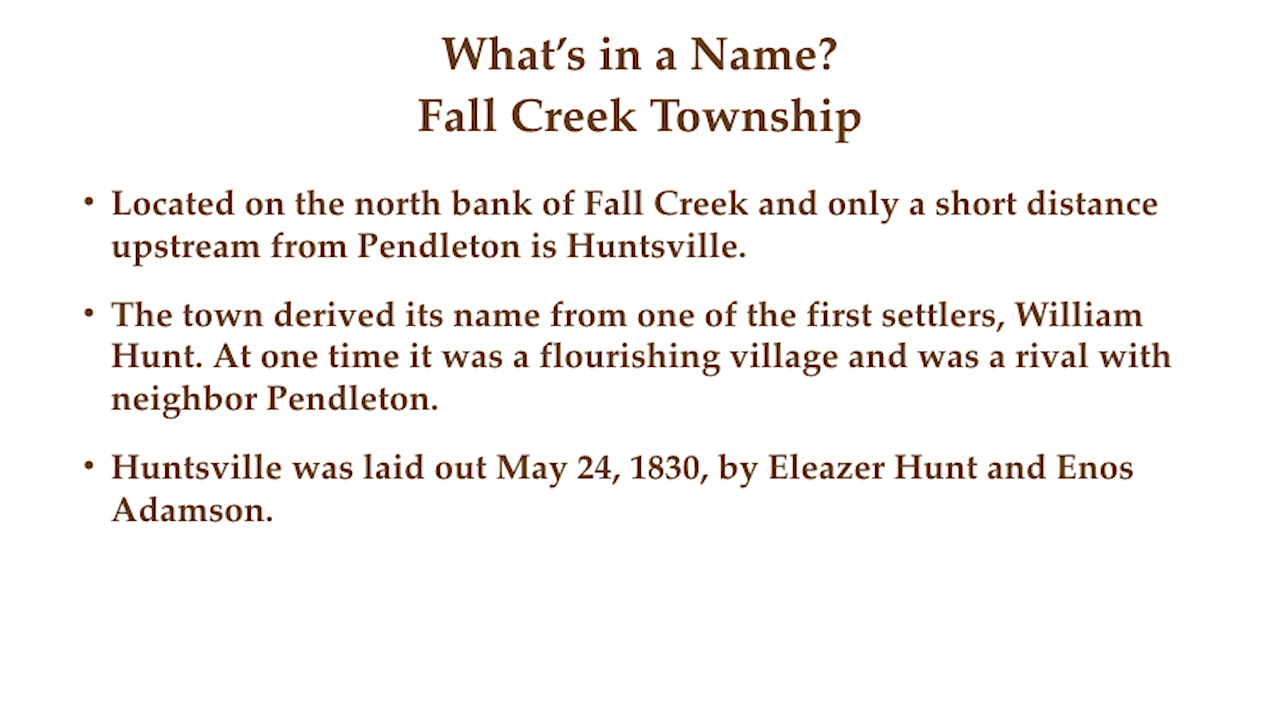 What’s in a Name?
Fall Creek Township
• Located on the north bank of Fall Creek and only a short distance
upstream from Pendleton is Huntsville.
• The town derived its name from one of the first settlers, William
Hunt. At one time it was a flourishing village and was a rival with
neighbor Pendleton.
• Huntsville was laid out May 24, 1830, by Eleazer Hunt and Enos
Adamson.